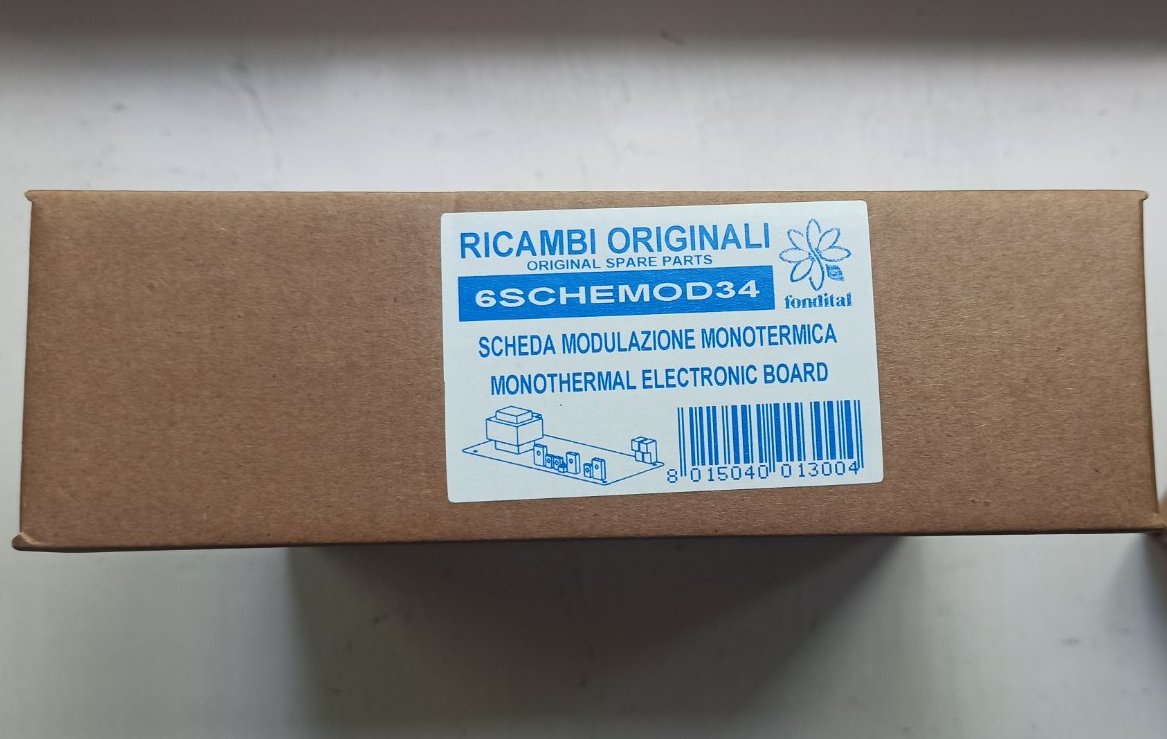 RICAMBI ORIGINALI
ORIGINAL SPARE PARTS
6SCHEMOD34
fondital
SCHEDA MODULAZIONE MONOTERMICA
MONOTHERMAL ELECTRONIC BOARD
8 015040 013004